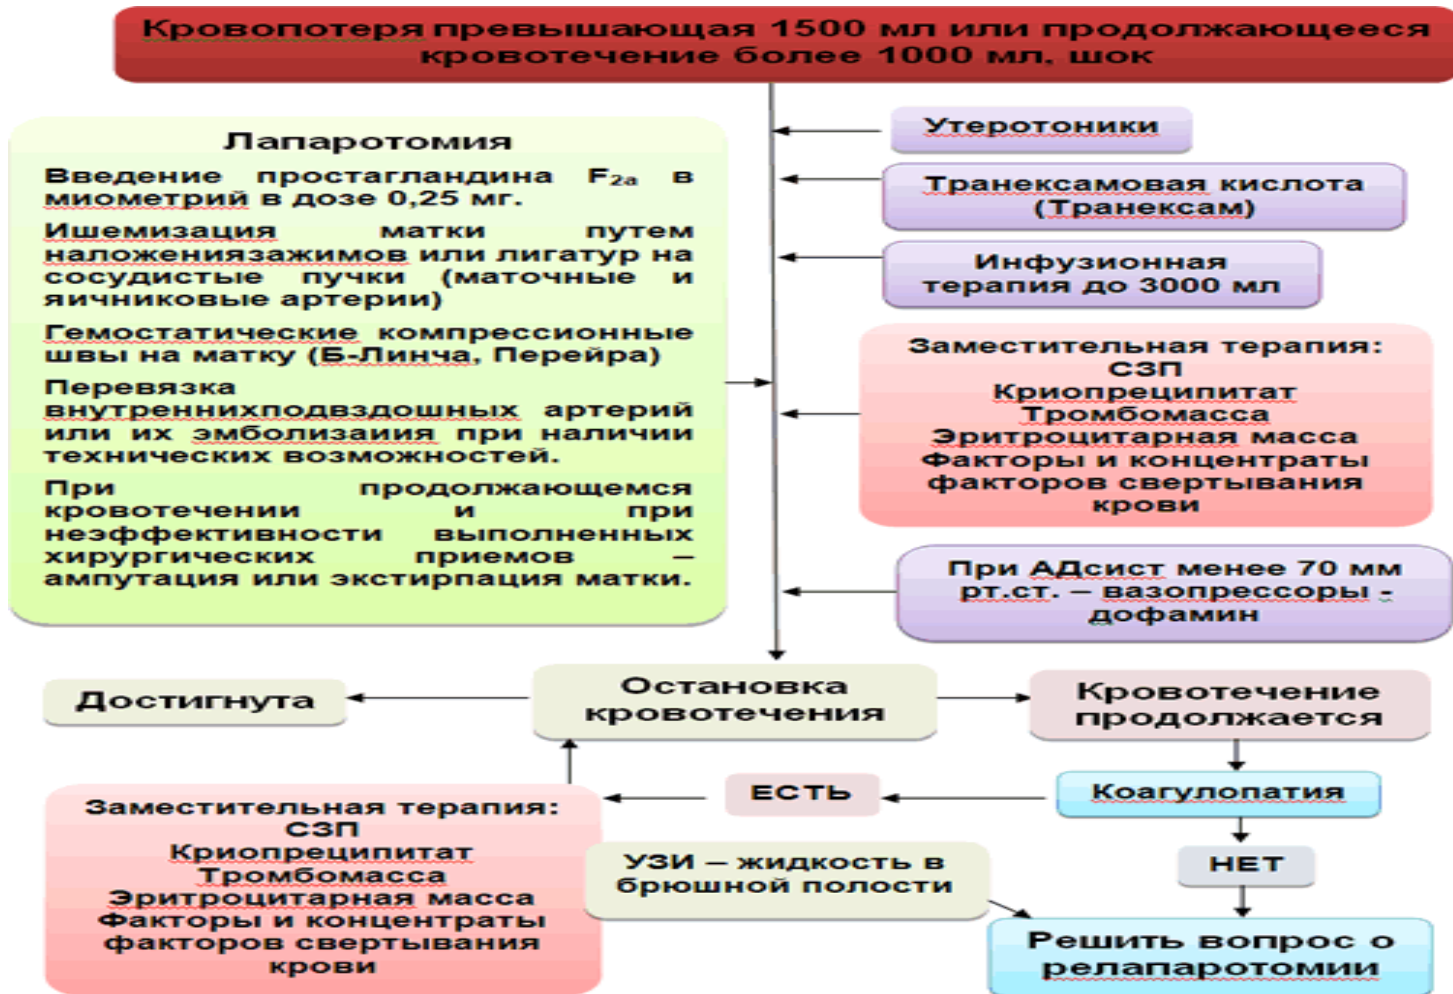 Кровопотеря превышающая 1500 мл или продолжающееся
кровотечение более 1000 мл, шок
Лапаротомия
Введение простагландина F2a в
миометрий в дозе 0,25 мг.
Ишемизация матки путем
наложениязажимов или лигатур на
сосудистые пучки (маточные и
яичниковые артерии)
Гемостатические компрессионные
швы на матку (Б-Линча, Перейра)
Перевязка
внутреннихподвздошных артерий
или их эмболизаиия при наличии
технических возможностей.
При продолжающемся
кровотечении и при
неэффективности выполненных
хирургических приемов –
ампутация или экстирпация матки.
Утеротоники
Транексамовая кислота
(Транексам)
Инфузионная
терапия до 3000 мл
Заместительная терапия:
СЗП
Криопреципитат
Тромбомасса
Эритроцитарная масса
Факторы и концентраты
факторов свертывания
крови
При АДсист менее 70 мм
рт.ст. – вазопрессоры -
дофамин
Достигнута
Остановка
кровотечения
Кровотечение
продолжается
Коагулопатия
ЕСТЬ
НЕТ
Заместительная терапия:
СЗП
Криопреципитат
Тромбомасса
Эритроцитарная масса
Факторы и концентраты
факторов свертывания
крови
УЗИ – жидкость в
брюшной полости
Решить вопрос о
релапаротомии